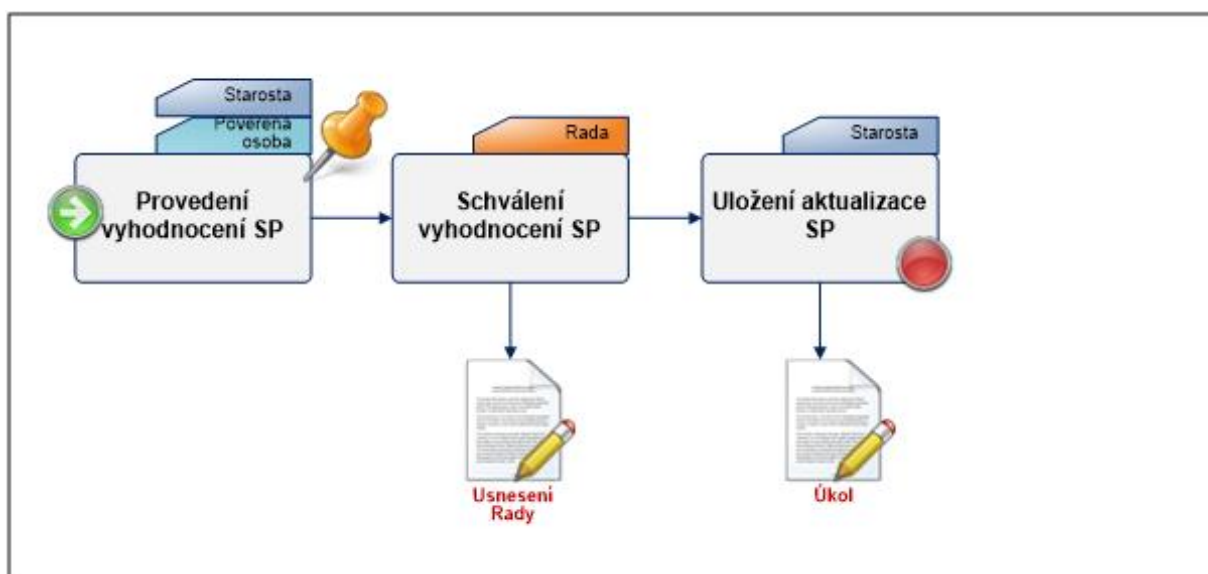 Starosta
Pověřená
osoba
Provedení
vyhodnocení SP
Rada
Schválení
vyhodnocení SP
Starosta
Uložení aktualizace
SP
Usnesení
Rady
Úkol